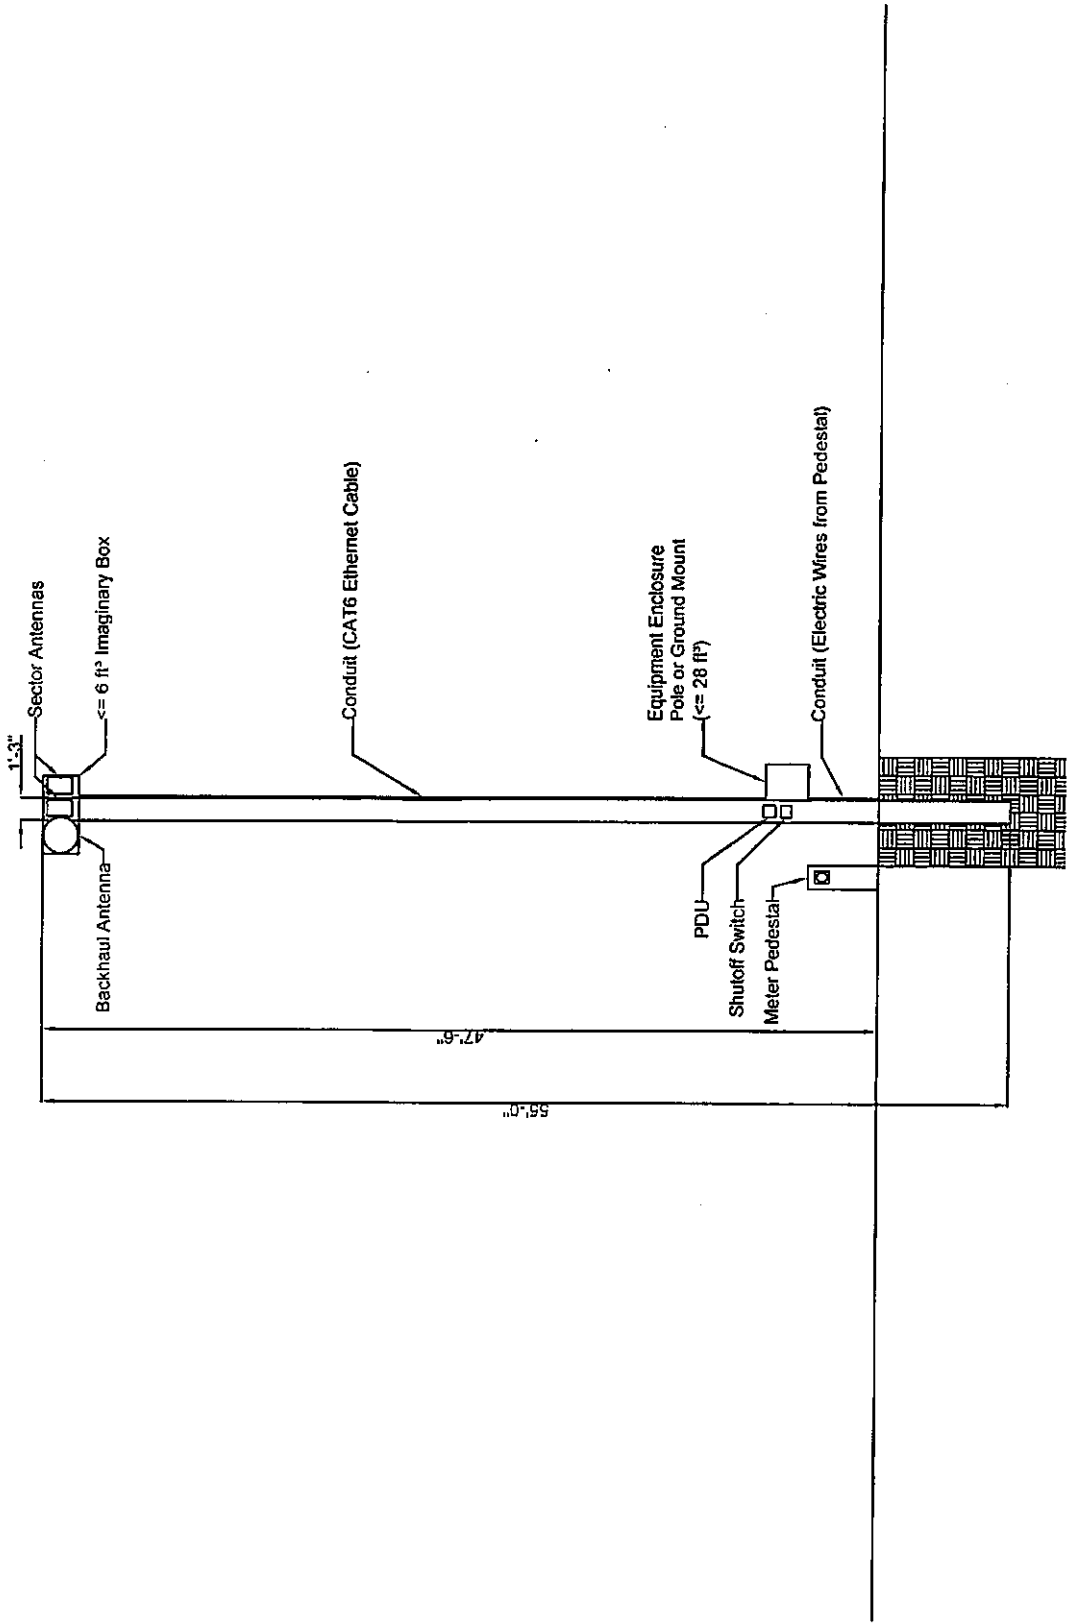 1'-3"
Sector Antennas
<= 6 ft³ Imaginary Box
Backhaul Antenna
Conduit (CAT6 Ethernet Cable)
47'-6"
55'-0"
Equipment Enclosure
Pole or Ground Mount
(<= 28 ft³)
PDU
Shutoff Switch
Meter Pedestal
Conduit (Electric Wires from Pedestal)